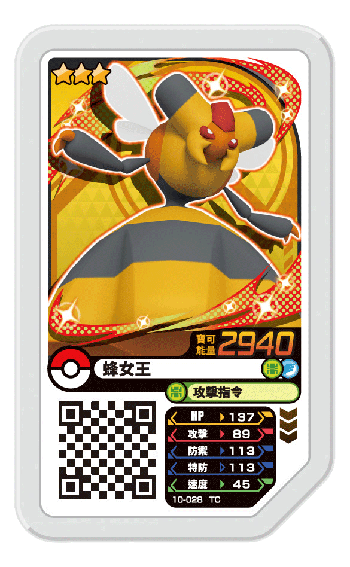 寶可
能量 2940
蜂女王
攻擊指令
HP 137
攻擊 89
防禦 113
特防 113
速度 45
10-028 TC